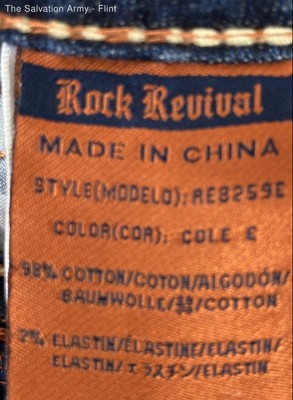 The Salvation Army - Flint
Rock Revival
MADE IN CHINA
STYLE(MODELO): RE8259E
COLOR(COR): COLE E
98% COTTON/COTON/ALGODÓN/
BAUMWOLLE/綿/COTTON
2% ELASTIN/ÉLASTINE/ELASTIN/
ELASTIN/エラスチン/ELASTIN